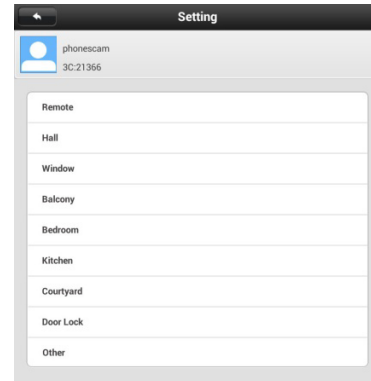 Setting
phonescam
3C:21366
Remote
Hall
Window
Balcony
Bedroom
Kitchen
Courtyard
Door Lock
Other